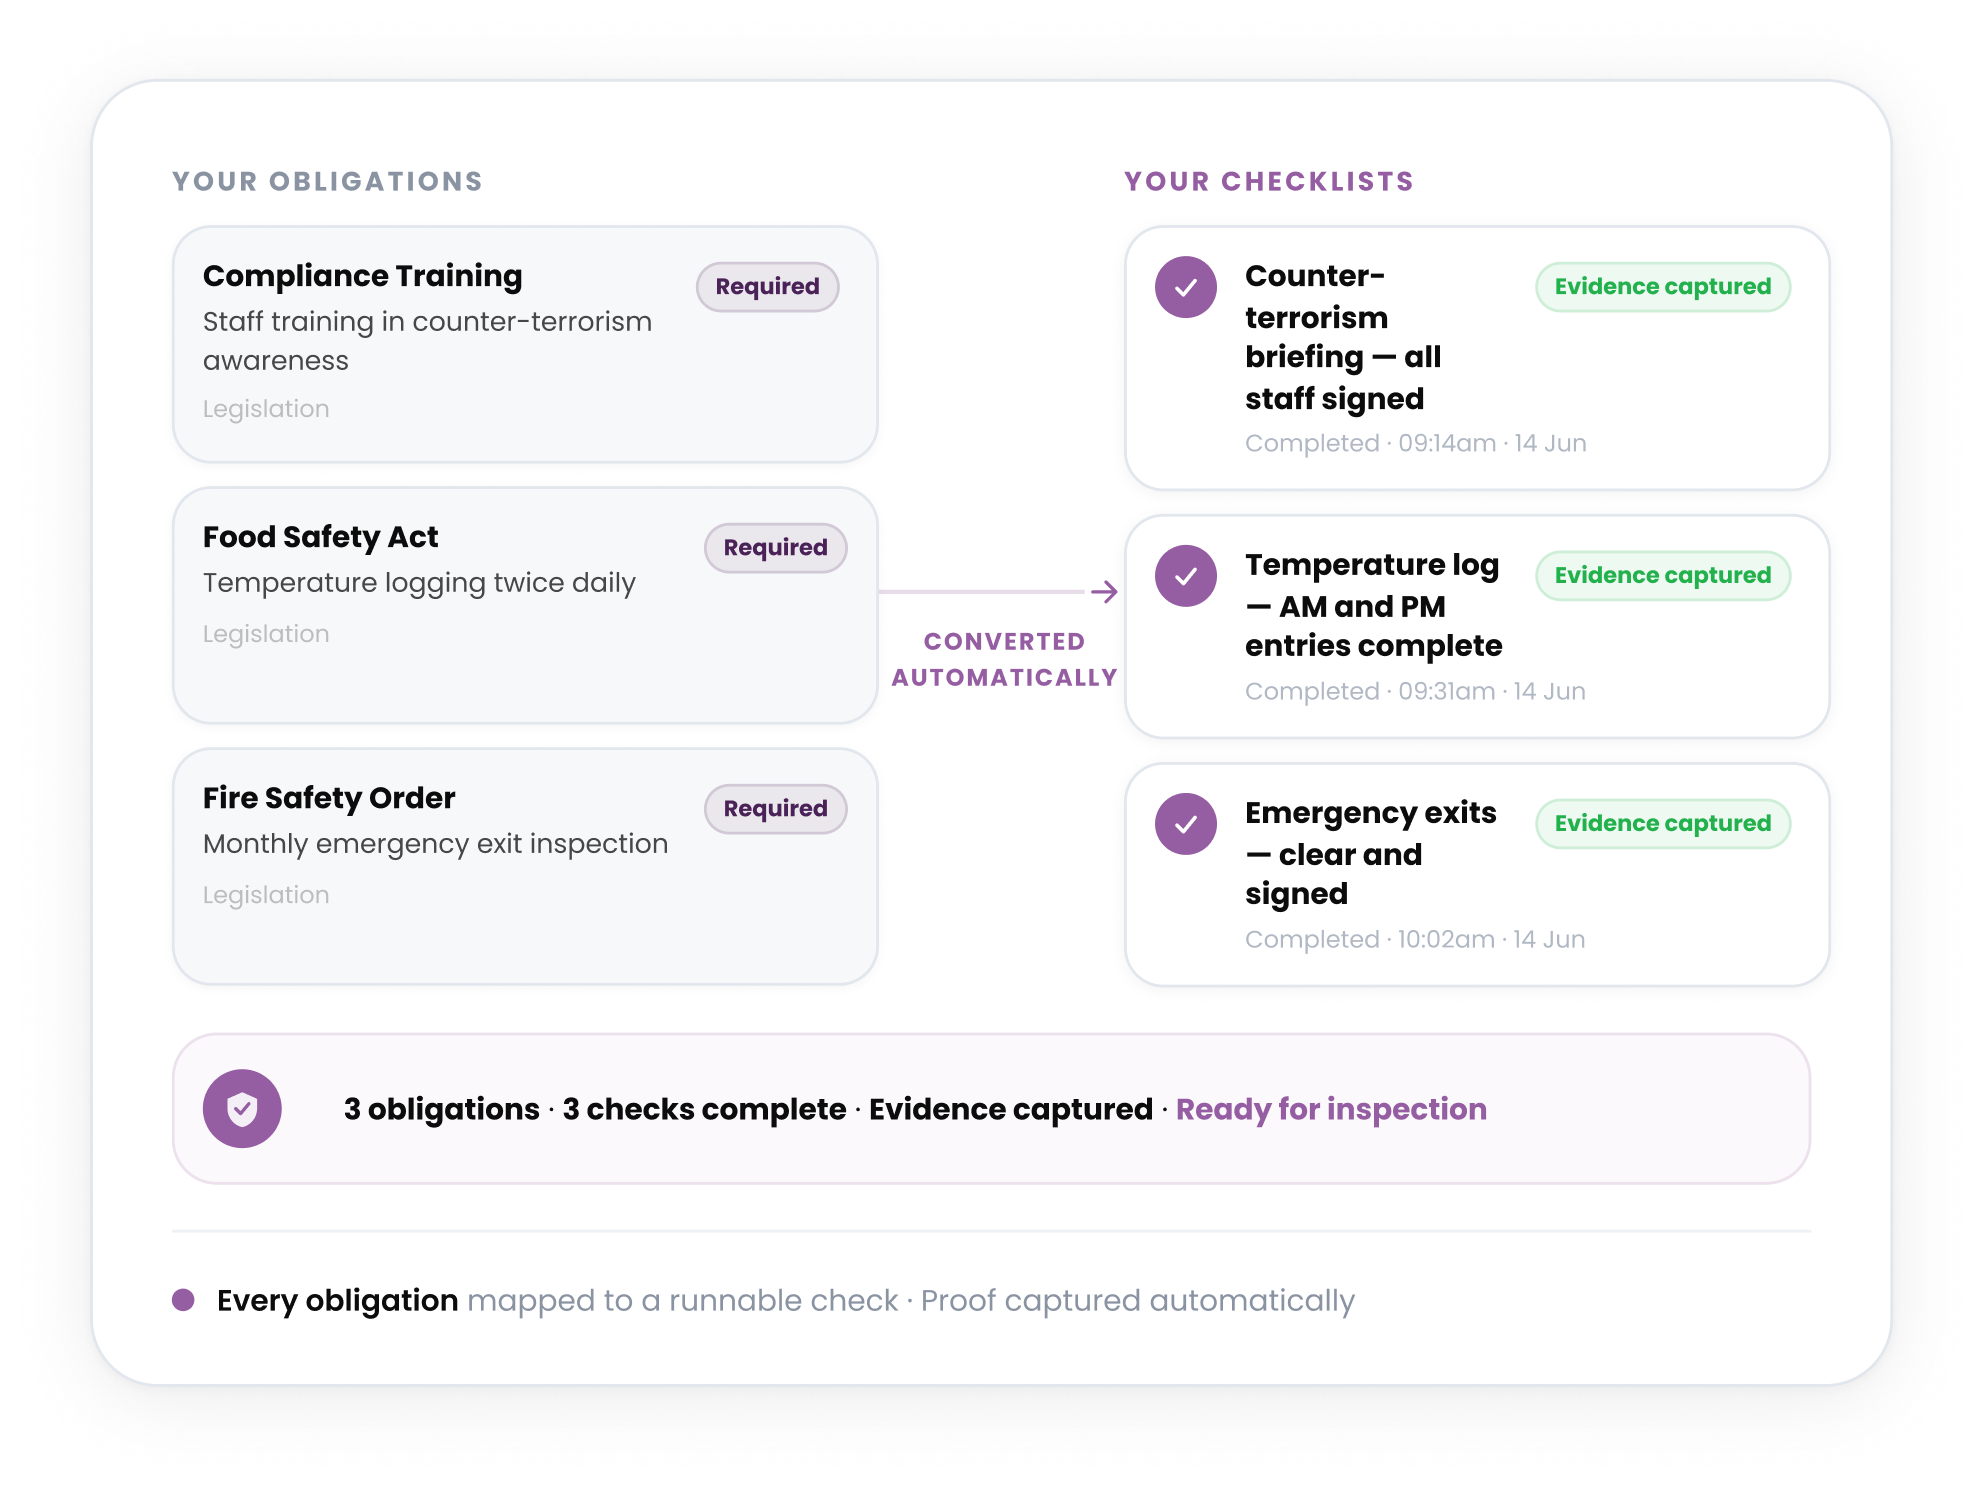 YOUR OBLIGATIONS
Compliance Training
Required
Staff training in counter-terrorism
awareness
Legislation
Food Safety Act
Required
Temperature logging twice daily
Legislation
Fire Safety Order
Required
Monthly emergency exit inspection
Legislation
CONVERTED
AUTOMATICALLY
YOUR CHECKLISTS
Counter-
terrorism
briefing — all
staff signed
Evidence captured
Completed · 09:14am · 14 Jun
Temperature log
— AM and PM
entries complete
Evidence captured
Completed · 09:31am · 14 Jun
Emergency exits
— clear and
signed
Evidence captured
Completed · 10:02am · 14 Jun
3 obligations · 3 checks complete · Evidence captured · Ready for inspection
Every obligation mapped to a runnable check · Proof captured automatically